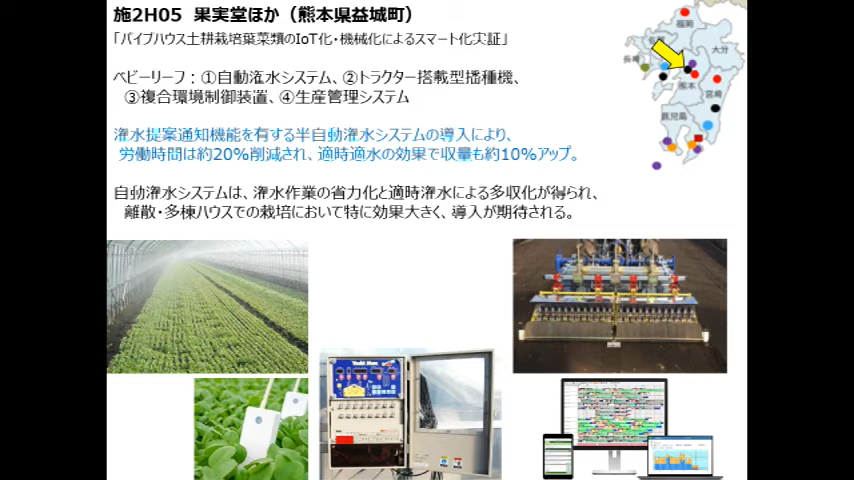 施2H05 果実堂ほか（熊本県益城町）
「パイプハウス土耕栽培葉菜類のIoT化・機械化によるスマート化実証」
ベビーリーフ：①自動潅水システム、②トラクター搭載型播種機、
③複合環境制御装置、④生産管理システム
潅水提案通知機能を有する半自動潅水システムの導入により、
労働時間は約20%削減され、適時適水の効果で収量も約10%アップ。
自動潅水システムは、潅水作業の省力化と適時潅水による多収化が得られ、
離散・多棟ハウスでの栽培において特に効果大きく、導入が期待される。
福岡
大分
長崎
熊本
宮崎
鹿児島